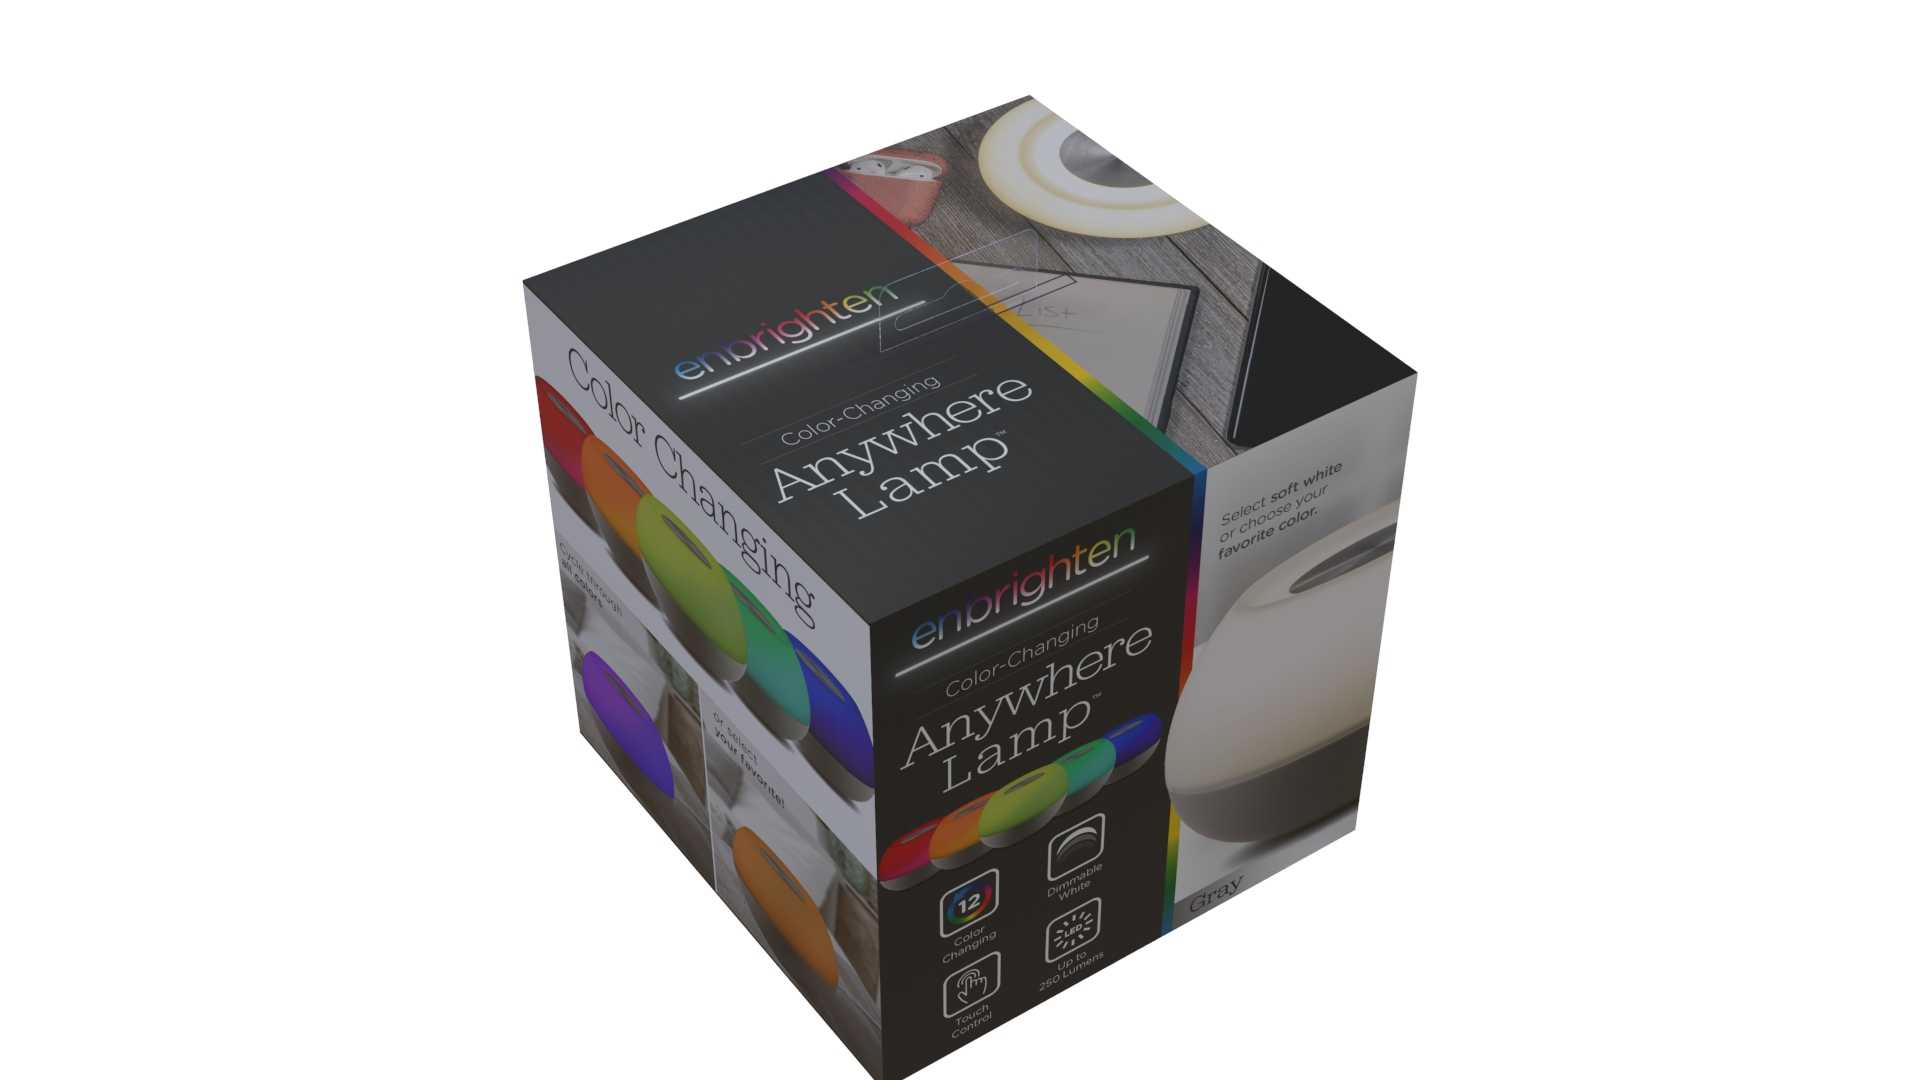 enbrighten
Color-Changing
Anywhere
Lamp™
List
Color Changing
cycle through
all colors
or select
your favorite!
enbrighten
Color-Changing
Anywhere
Lamp™
12
Color
Changing
Dimmable
White
Touch
Control
LED
Up to
250 Lumens
Select soft white
or choose your
favorite color.
Gray